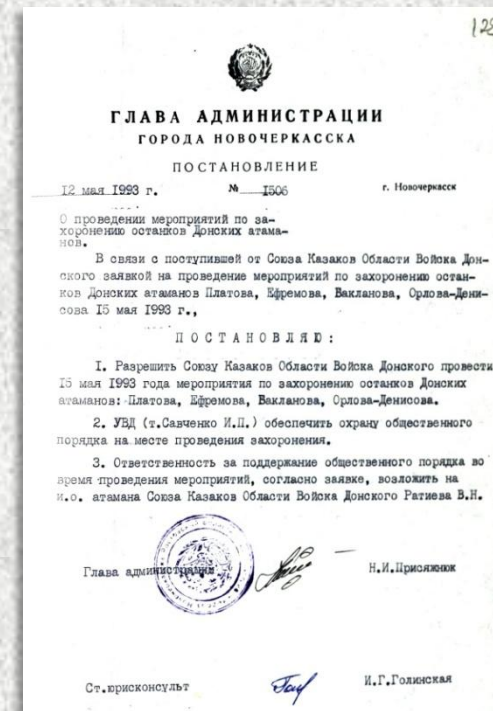 128
ГЛАВА АДМИНИСТРАЦИИ
ГОРОДА НОВОЧЕРКАССКА
ПОСТАНОВЛЕНИЕ
12 мая 1993 г. № 1506 г. Новочеркасск
О проведении мероприятий по за-
хоронению останков Донских атама-
нов.
В связи с поступившей от Союза Казаков Области Войска Дон-
ского заявкой на проведение мероприятий по захоронению остан-
ков Донских атаманов Платова, Ефремова, Бакланова, Орлова-Дени-
сова 15 мая 1993 г.,
ПОСТАНОВЛЯЮ:
1. Разрешить Союзу Казаков Области Войска Донского провести
15 мая 1993 года мероприятия по захоронению останков Донских
атаманов: Платова, Ефремова, Бакланова, Орлова-Денисова.
2. УВД (т.Савченко И.П.) обеспечить охрану общественного
порядка на месте проведения захоронения.
3. Ответственность за поддержание общественного порядка во
время проведения мероприятий, согласно заявке, возложить на
и.о. атамана Союза Казаков Области Войска Донского Ратиева В.Н.
Глава администрации Н.И.Присяжнюк
Ст.юрисконсульт И.Г.Голинская